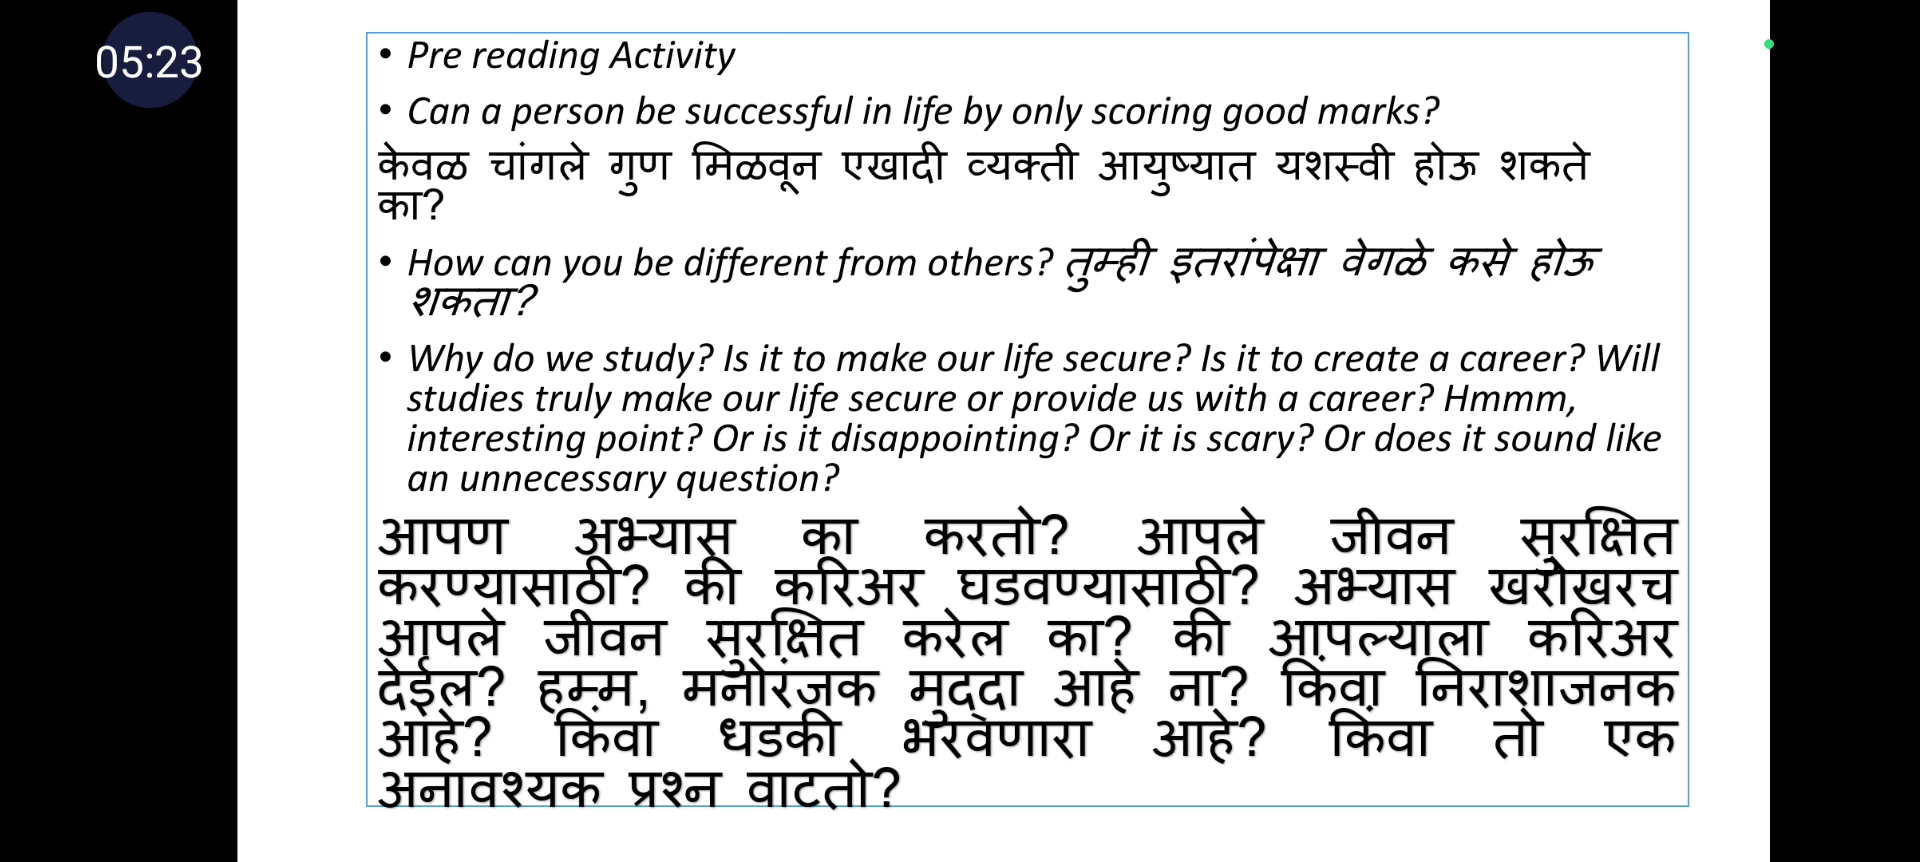 05:23
• Pre reading Activity
• Can a person be successful in life by only scoring good marks?
केवळ चांगले गुण मिळवून एखादी व्यक्ती आयुष्यात यशस्वी होऊ शकते
का?
• How can you be different from others? तुम्ही इतरांपेक्षा वेगळे कसे होऊ
शकता?
• Why do we study? Is it to make our life secure? Is it to create a career? Will
studies truly make our life secure or provide us with a career? Hmmm,
interesting point? Or is it disappointing? Or it is scary? Or does it sound like
an unnecessary question?
आपण अभ्यास का करतो? आपले जीवन सुरक्षित
करण्यासाठी? की करिअर घडवण्यासाठी? अभ्यास खरोखरच
आपले जीवन सुरक्षित करेल का? की आपल्याला करिअर
देईल? हम्म, मनोरंजक मुद्दा आहे ना? किंवा निराशाजनक
आहे? किंवा धडकी भरवणारा आहे? किंवा तो एक
अनावश्यक प्रश्न वाटतो?